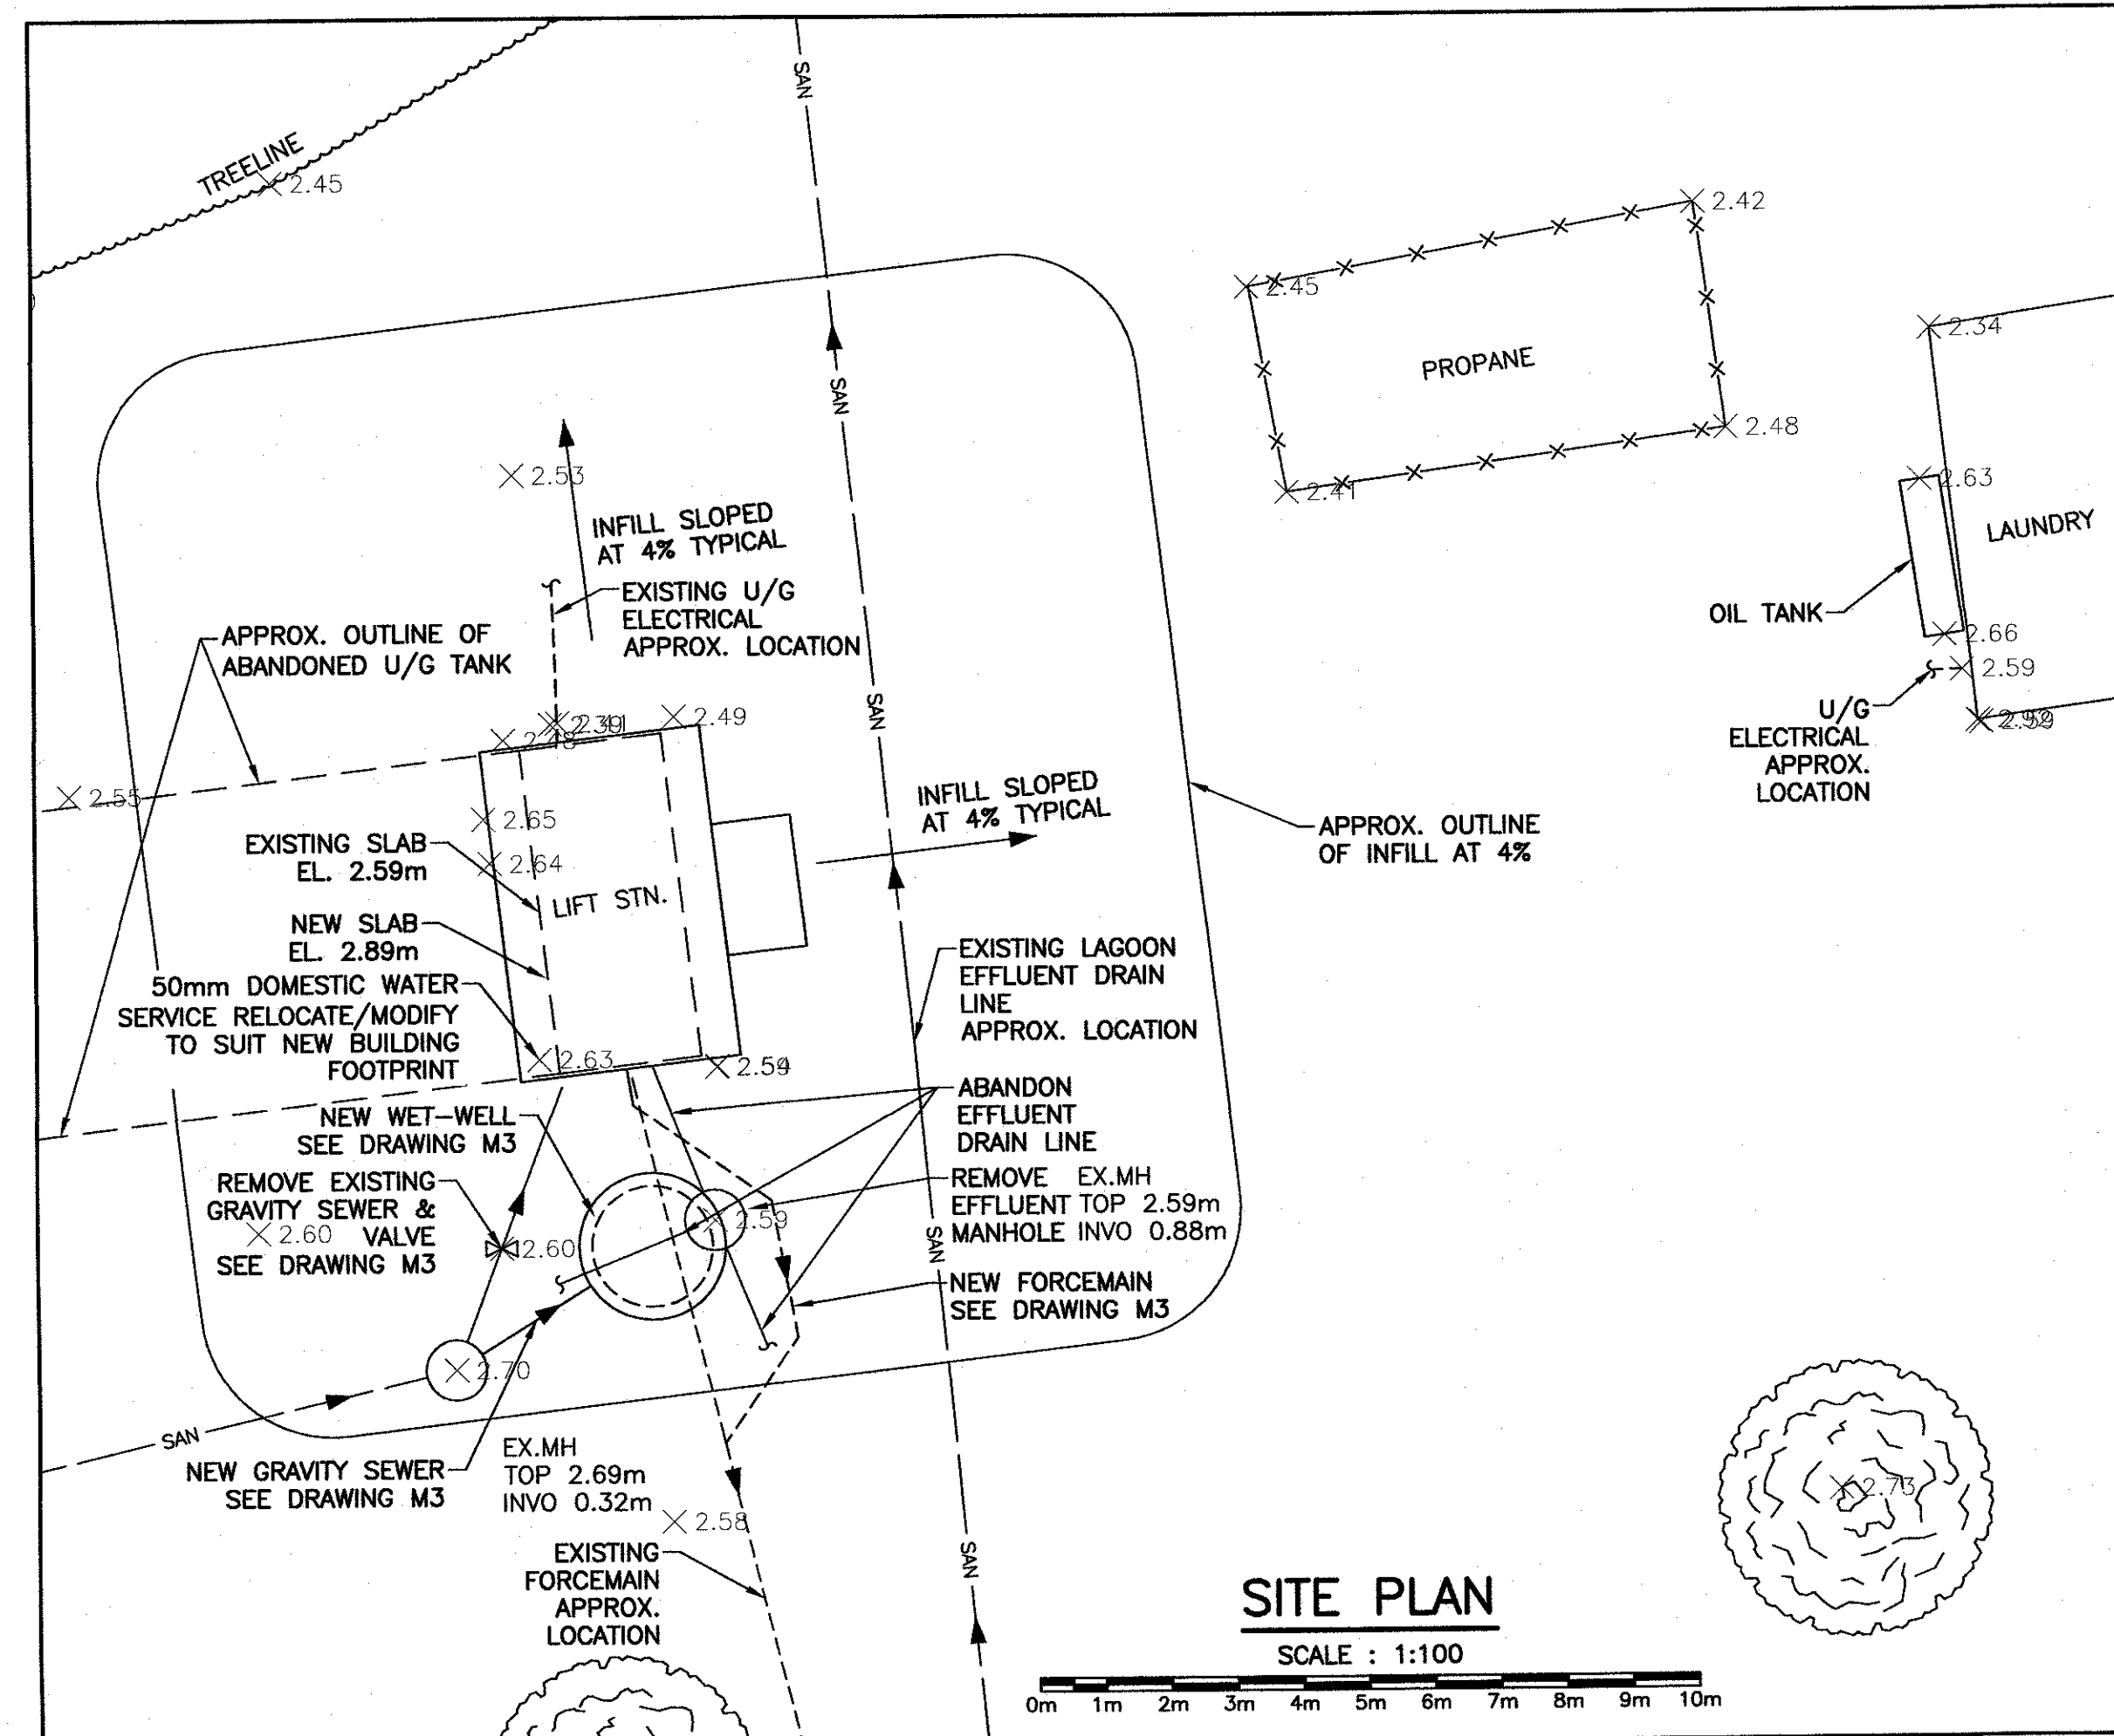 SAN
TREELINE
2.45
2.42
2.45
2.34
SAN
PROPANE
2.48
2.53
2.41
2.63
INFILL SLOPED
AT 4% TYPICAL
LAUNDRY
EXISTING U/G
ELECTRICAL
APPROX. LOCATION
OIL TANK
2.66
2.59
APPROX. OUTLINE OF
ABANDONED U/G TANK
SAN
2.49
2.48
U/G
ELECTRICAL
APPROX.
LOCATION
2.55
2.65
INFILL SLOPED
AT 4% TYPICAL
APPROX. OUTLINE
OF INFILL AT 4%
EXISTING SLAB
EL. 2.59m
2.64
LIFT STN.
NEW SLAB
EL. 2.89m
50mm DOMESTIC WATER
SERVICE RELOCATE/MODIFY
TO SUIT NEW BUILDING
FOOTPRINT
2.63
EXISTING LAGOON
EFFLUENT DRAIN
LINE
APPROX. LOCATION
ABANDON
EFFLUENT
DRAIN LINE
NEW WET-WELL
SEE DRAWING M3
REMOVE EXISTING
GRAVITY SEWER &
2.60 VALVE
SEE DRAWING M3
2.60
2.59
REMOVE EX.MH
EFFLUENT TOP 2.59m
MANHOLE INVO 0.88m
SAN
NEW FORCEMAIN
SEE DRAWING M3
2.70
SAN
NEW GRAVITY SEWER
SEE DRAWING M3
EX.MH
TOP 2.69m
INVO 0.32m
2.58
2.73
EXISTING
FORCEMAIN
APPROX.
LOCATION
SAN
SITE PLAN
SCALE : 1:100
0m 1m 2m 3m 4m 5m 6m 7m 8m 9m 10m